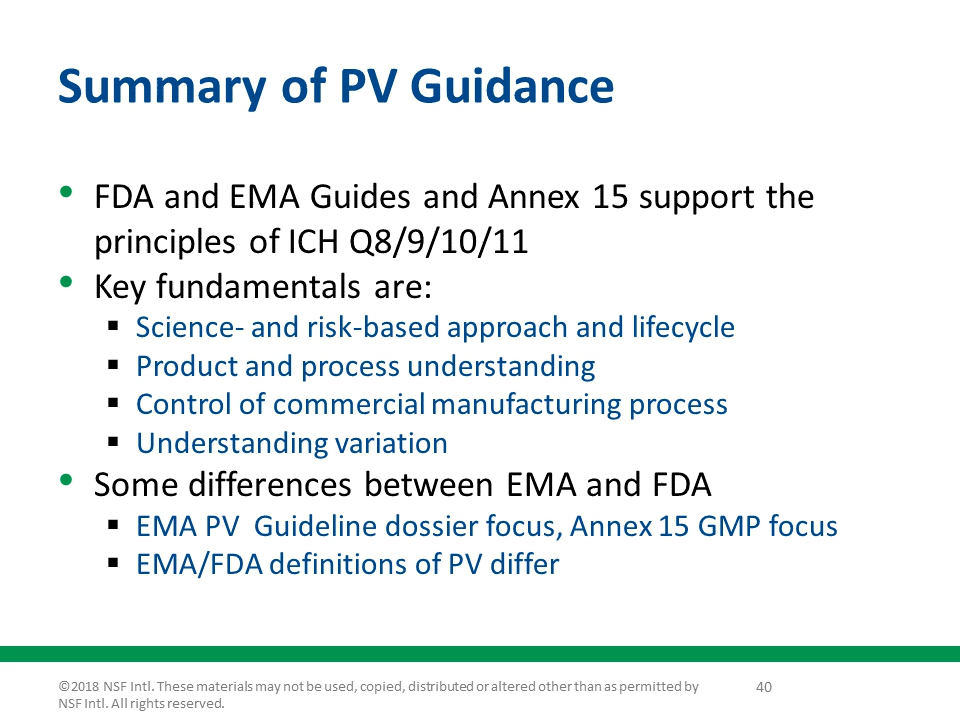 Summary of PV Guidance
• FDA and EMA Guides and Annex 15 support the
principles of ICH Q8/9/10/11
• Key fundamentals are:
▪ Science- and risk-based approach and lifecycle
▪ Product and process understanding
▪ Control of commercial manufacturing process
▪ Understanding variation
• Some differences between EMA and FDA
▪ EMA PV  Guideline dossier focus, Annex 15 GMP focus
▪ EMA/FDA definitions of PV differ
©2018 NSF Intl. These materials may not be used, copied, distributed or altered other than as permitted by
NSF Intl. All rights reserved.
40